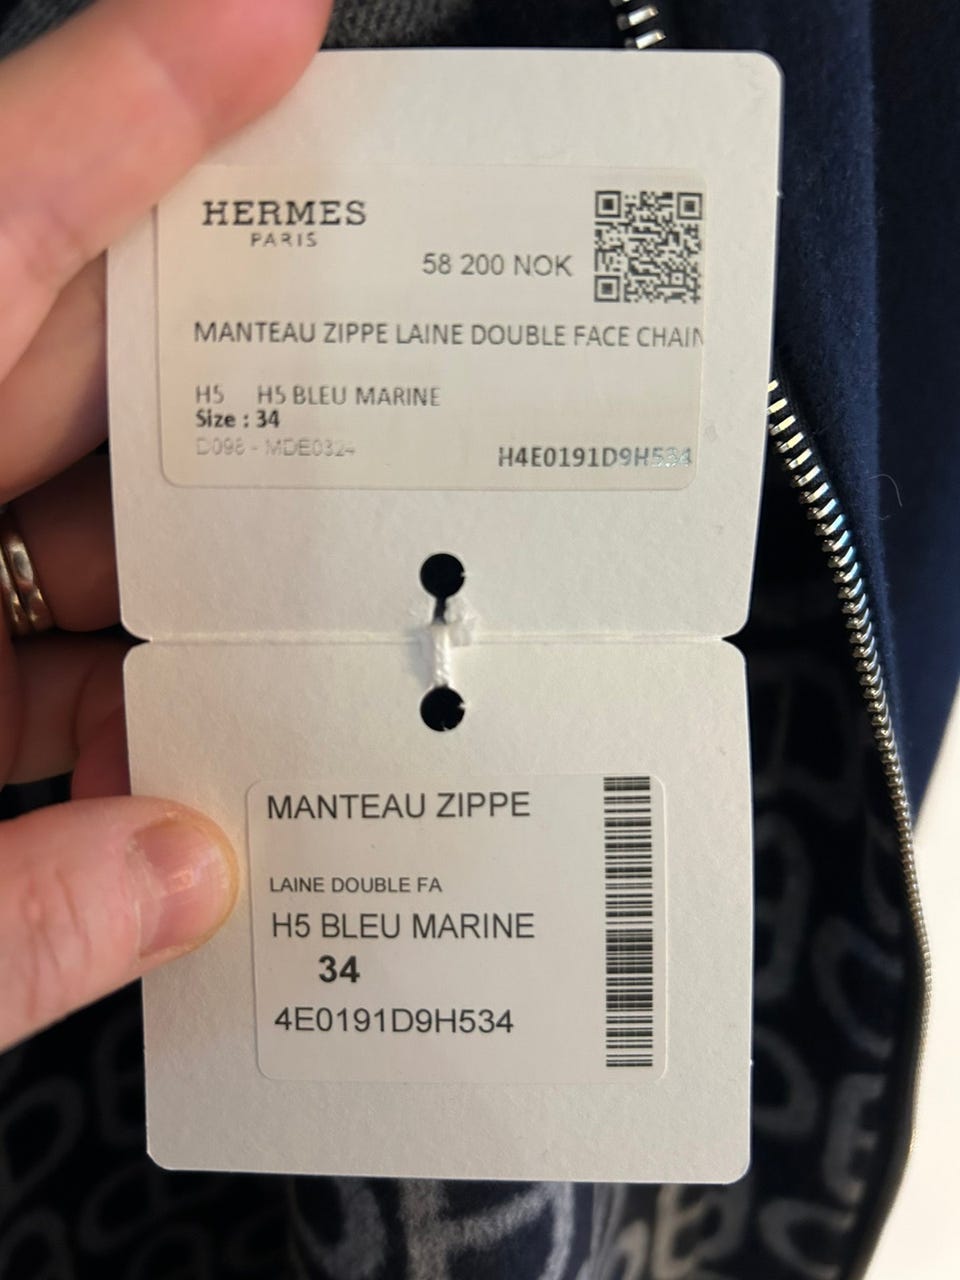 HERMES
PARIS
58 200 NOK
MANTEAU ZIPPE LAINE DOUBLE FACE CHAIN
H5 H5 BLEU MARINE
Size : 34
D098 - MDE0324
H4E0191D9H534
MANTEAU ZIPPE
LAINE DOUBLE FA
H5 BLEU MARINE
34
4E0191D9H534